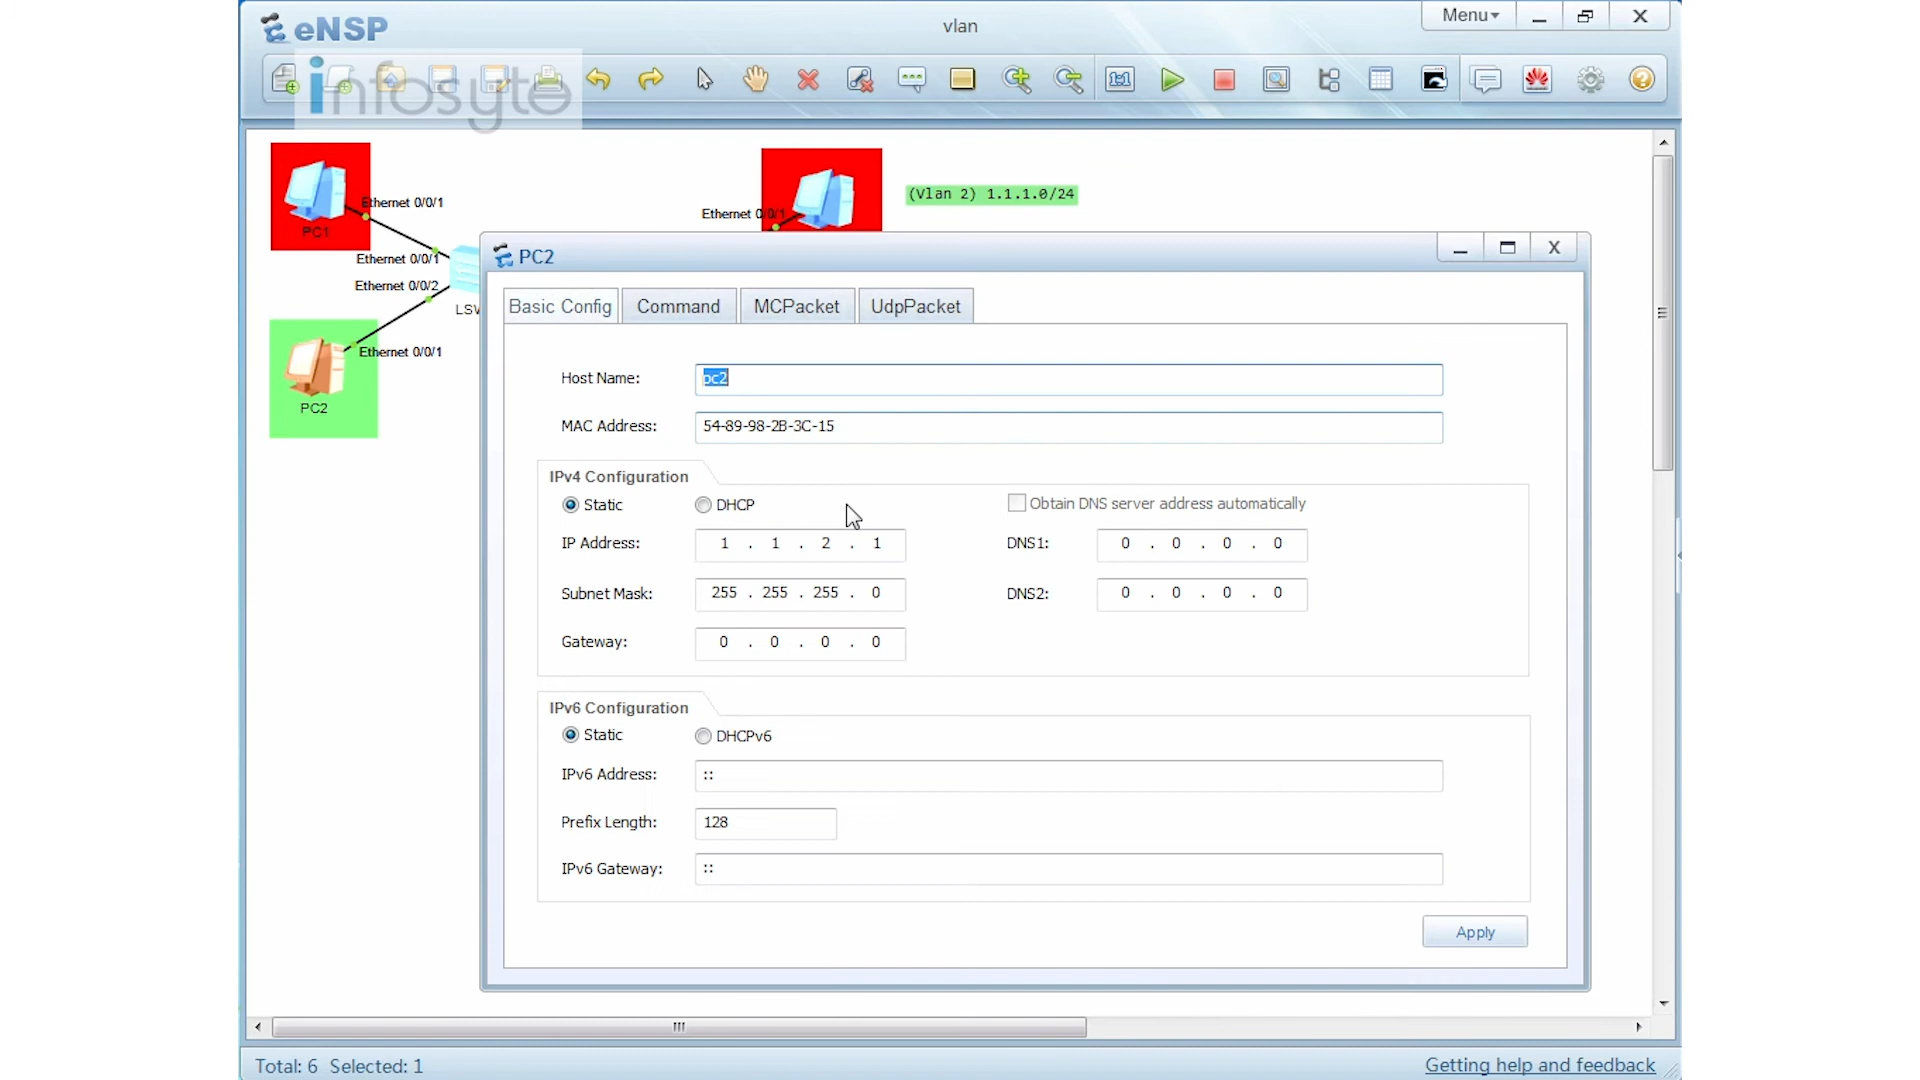 eNSP
vlan
Menu
infosyte
1:1
PC1
Ethernet 0/0/1
Ethernet 0/0/1
Ethernet 0/0/2
LSW
Ethernet 0/0/1
PC2
Ethernet 0/0/1
(Vlan 2) 1.1.1.0/24
PC2
Basic Config
Command
MCPacket
UdpPacket
Host Name:
pc2
MAC Address:
54-89-98-2B-3C-15
IPv4 Configuration
Static
DHCP
Obtain DNS server address automatically
IP Address:
1 . 1 . 2 . 1
DNS1:
0 . 0 . 0 . 0
Subnet Mask:
255 . 255 . 255 . 0
DNS2:
0 . 0 . 0 . 0
Gateway:
0 . 0 . 0 . 0
IPv6 Configuration
Static
DHCPv6
IPv6 Address:
::
Prefix Length:
128
IPv6 Gateway:
::
Apply
Total: 6 Selected: 1
Getting help and feedback